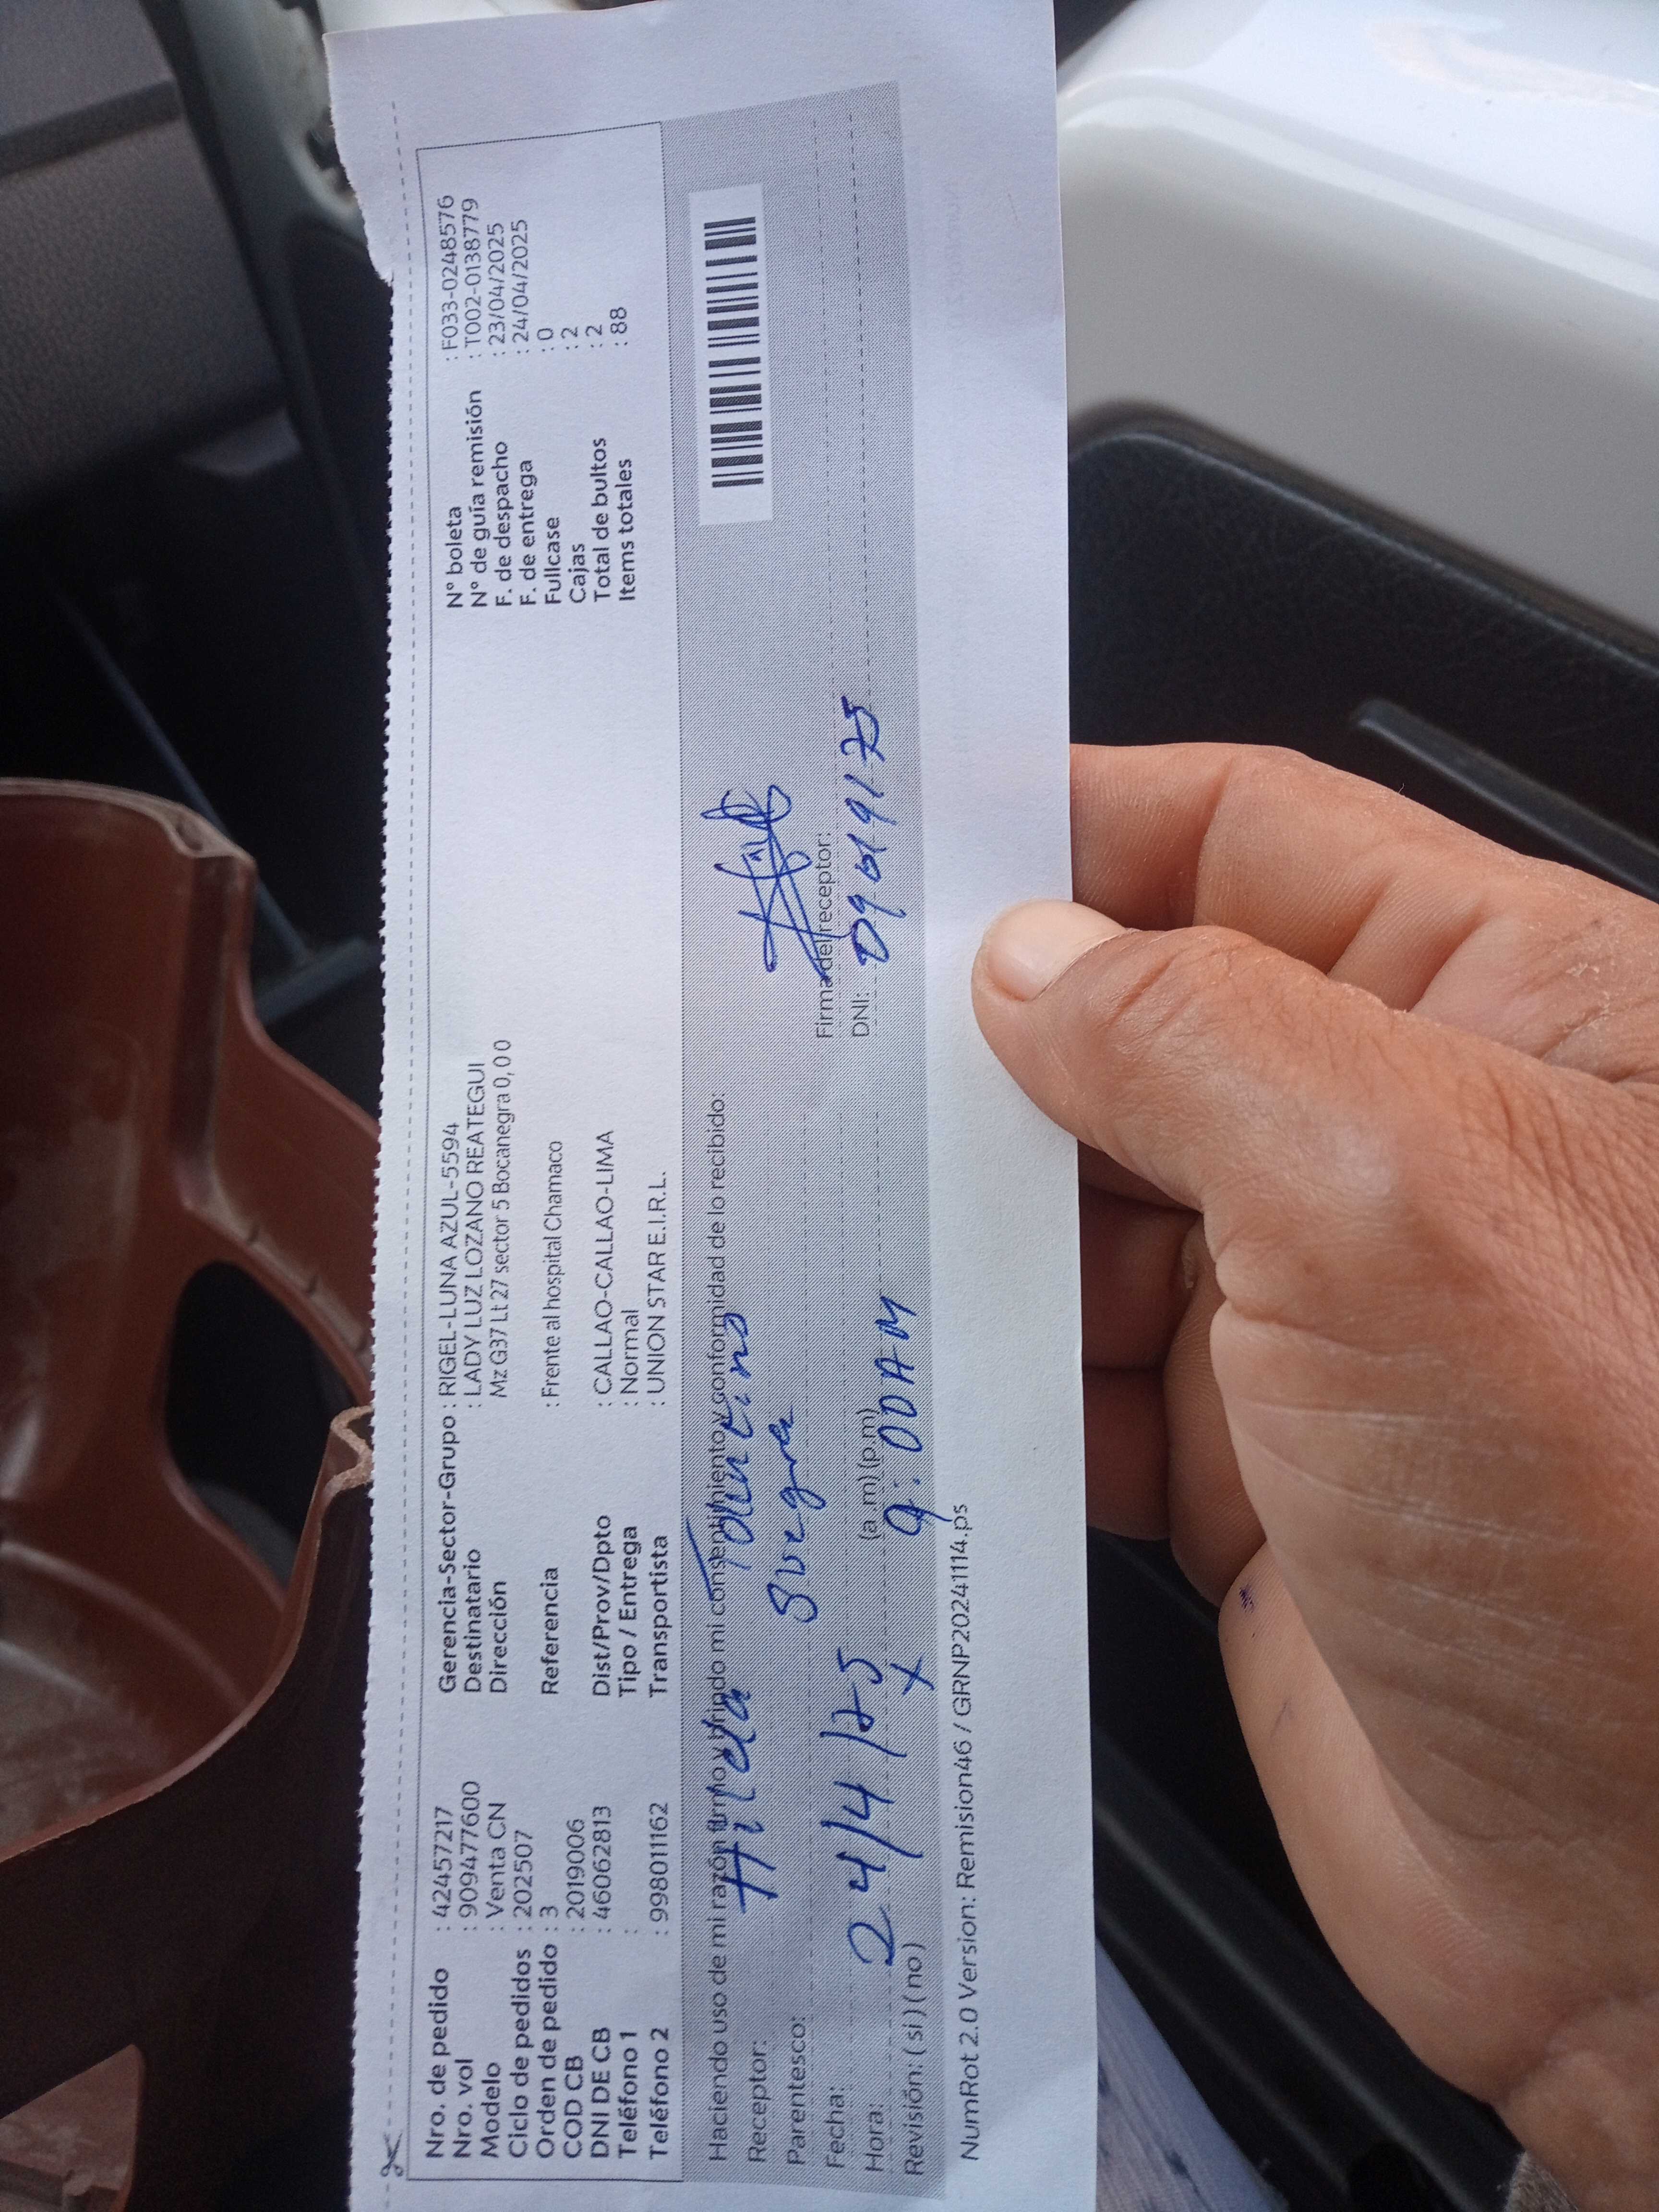 Nro. de pedido : 42457217 Gerencia-Sector-Grupo : RIGEL-LUNA AZUL-5594 N° boleta : F033-0248576
Nro. vol : 909477600 Destinatario : LADY LUZ LOZANO REATEGUI N° de guía remisión : T002-0138779
Modelo : Venta CN Dirección Mz G37 Lt 27 sector 5 Bocanegra 0, 0 0 F. de despacho : 23/04/2025
Ciclo de pedidos : 202507 F. de entrega : 24/04/2025
Orden de pedido : 3 Referencia : Frente al hospital Chamaco Fullcase : 0
COD CB : 2019006 Cajas : 2
DNI DE CB : 46062813 Dist/Prov/Dpto : CALLAO-CALLAO-LIMA Total de bultos : 2
Teléfono 1 : Tipo / Entrega : Normal Items totales : 88
Teléfono 2 : 998011162 Transportista : UNION STAR E.I.R.L.
Haciendo uso de mi razón firmo y brindo mi consentimiento y conformidad de lo recibido:
Receptor: Hilda
Parentesco: Suegra
Fecha: 24/4/25 Firma del receptor:
Hora: (a.m) (p.m) 9:00 AM DNI:
Revisión: ( si ) ( no ) X
NumRot 2.0 Version: Remision46 / GRNP20241114.ps